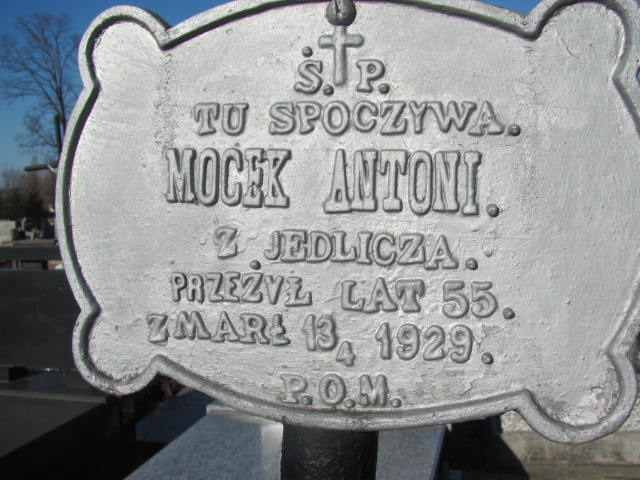 Ś. P.
TU SPOCZYWA.
MOCEK ANTONI.
Z JEDLICZA.
PRZEŻYŁ LAT 55.
ZMARŁ 13/4 1929.
P.O.M.